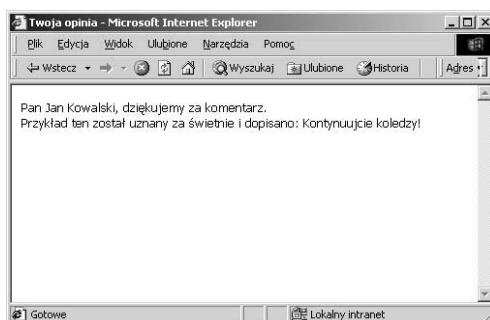 Twoja opinia - Microsoft Internet Explorer
Plik Edycja Widok Ulubione Narzędzia Pomoc
Wstecz Wyszukaj Ulubione Historia Adres
Pan Jan Kowalski, dziękujemy za komentarz.
Przykład ten został uznany za świetnie i dopisano: Kontynuujcie koledzy!
Gotowe Lokalny intranet